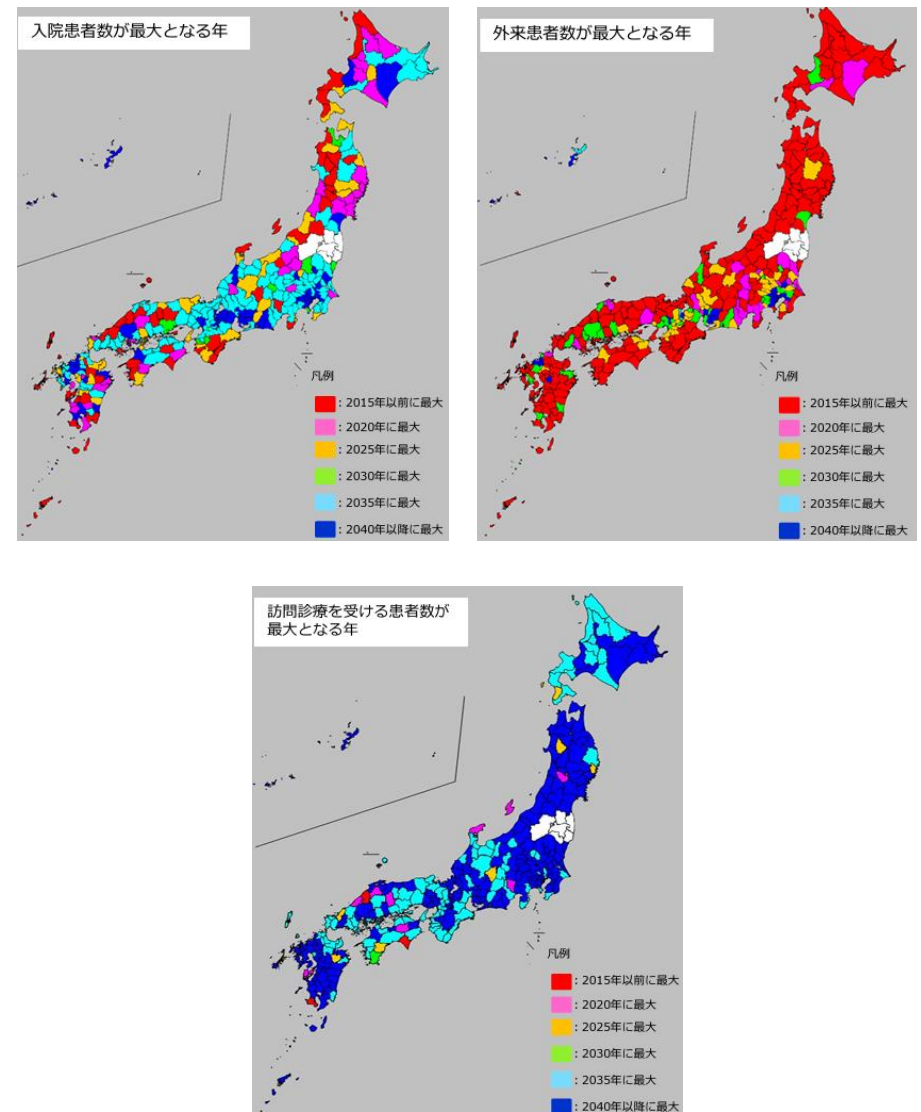 入院患者数が最大となる年
凡例
：2015年以前に最大
：2020年に最大
：2025年に最大
：2030年に最大
：2035年に最大
：2040年以降に最大
外来患者数が最大となる年
凡例
：2015年以前に最大
：2020年に最大
：2025年に最大
：2030年に最大
：2035年に最大
：2040年以降に最大
訪問診療を受ける患者数が
最大となる年
凡例
：2015年以前に最大
：2020年に最大
：2025年に最大
：2030年に最大
：2035年に最大
：2040年以降に最大